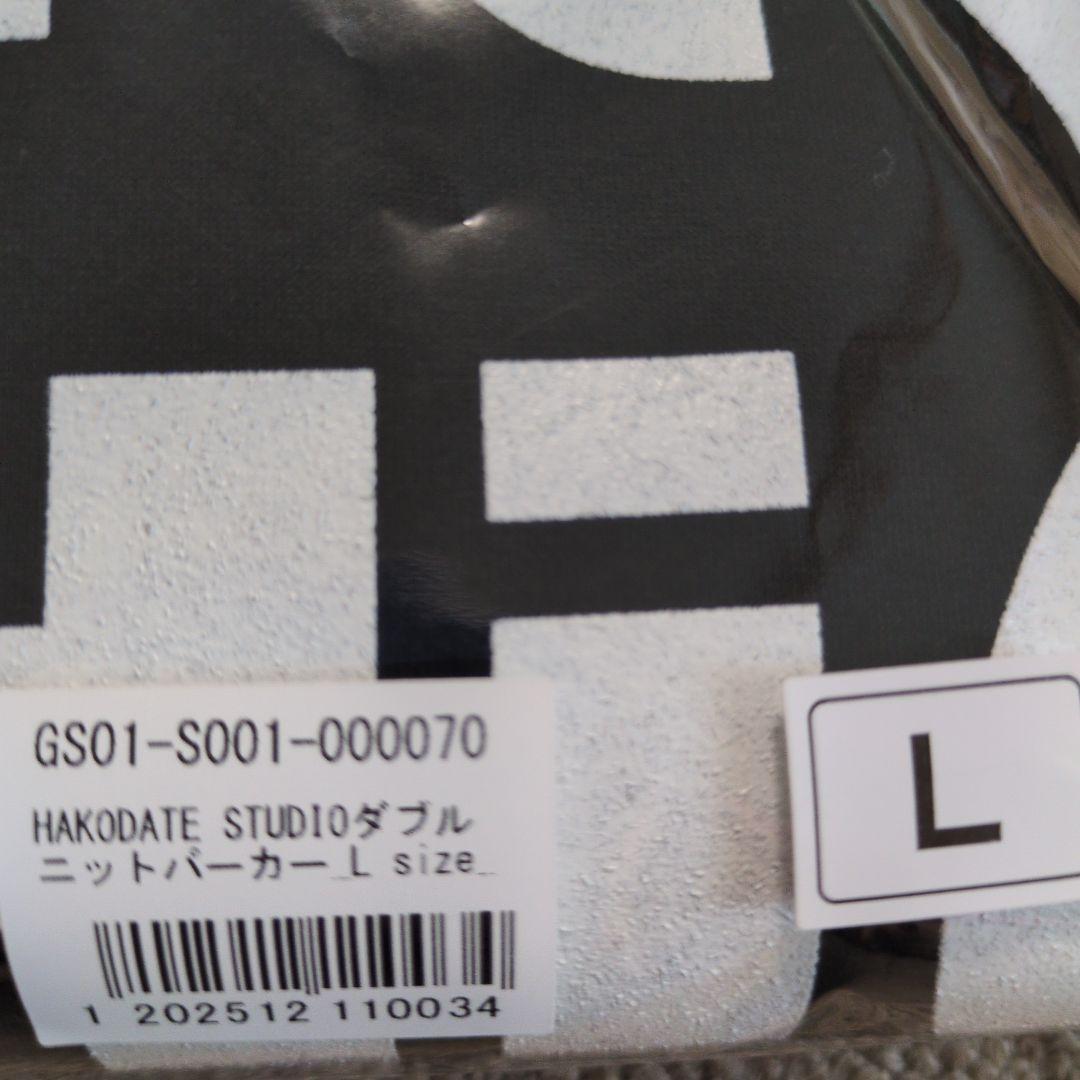 GS01-S001-000070
HAKODATE STUDIOダブル
ニットパーカー_L size_
1 202512 110034
L